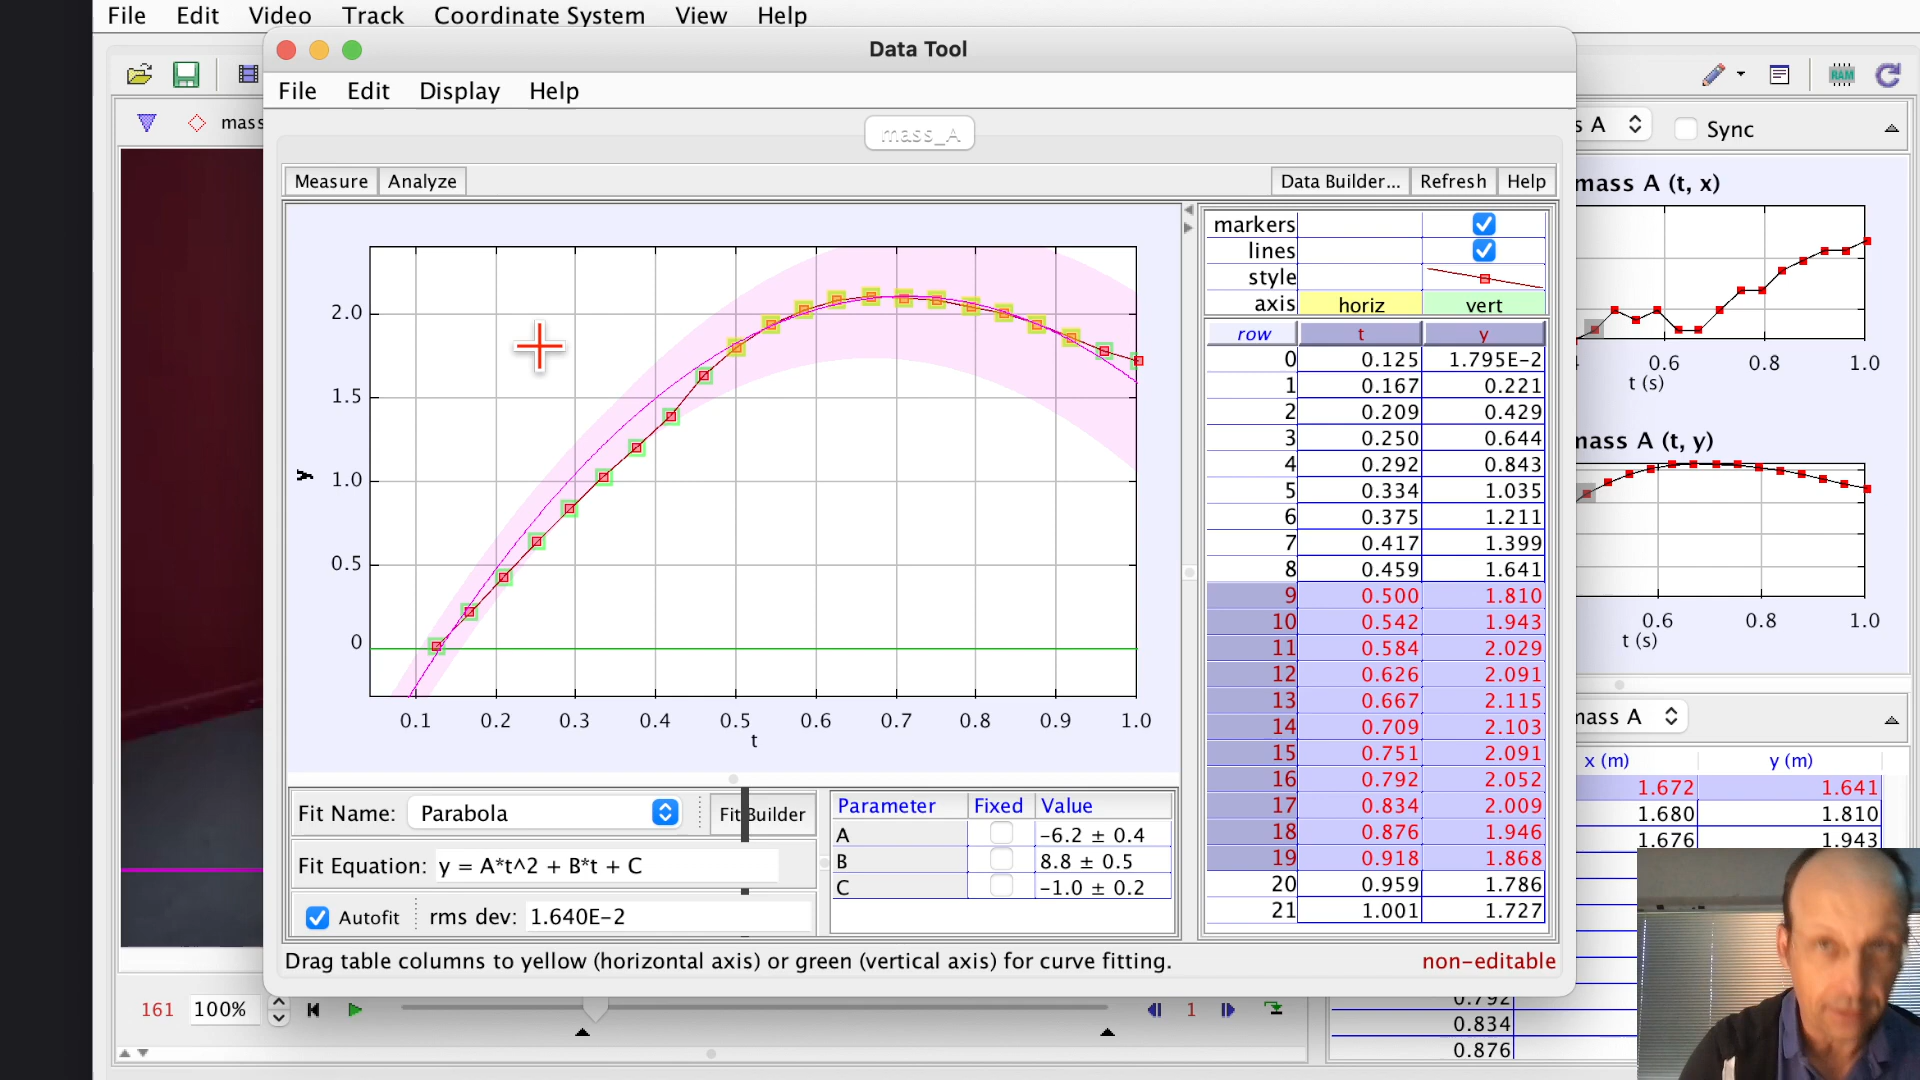 File Edit Video Track Coordinate System View Help
Data Tool
File Edit Display Help
mass
mass_A
s A
Sync
Measure Analyze
Data Builder... Refresh Help
RAM
markers
lines
style
axis horiz vert
row t y
0 0.125 1.795E-2
1 0.167 0.221
2 0.209 0.429
3 0.250 0.644
4 0.292 0.843
5 0.334 1.035
6 0.375 1.211
7 0.417 1.399
8 0.459 1.641
9 0.500 1.810
10 0.542 1.943
11 0.584 2.029
12 0.626 2.091
13 0.667 2.115
14 0.709 2.103
15 0.751 2.091
16 0.792 2.052
17 0.834 2.009
18 0.876 1.946
19 0.918 1.868
20 0.959 1.786
21 1.001 1.727
2.0
1.5
1.0
0.5
0
y
0.1 0.2 0.3 0.4 0.5 0.6 0.7 0.8 0.9 1.0
t
Fit Name: Parabola Fit Builder
Fit Equation: y = A*t^2 + B*t + C
Autofit rms dev: 1.640E-2
Parameter Fixed Value
A -6.2 ± 0.4
B 8.8 ± 0.5
C -1.0 ± 0.2
Drag table columns to yellow (horizontal axis) or green (vertical axis) for curve fitting.
non-editable
mass A (t, x)
0.6 0.8 1.0
t (s)
mass A (t, y)
0.6 0.8 1.0
t (s)
mass A
x (m) y (m)
1.672 1.641
1.680 1.810
1.676 1.943
161 100%
1
0.792
0.834
0.876